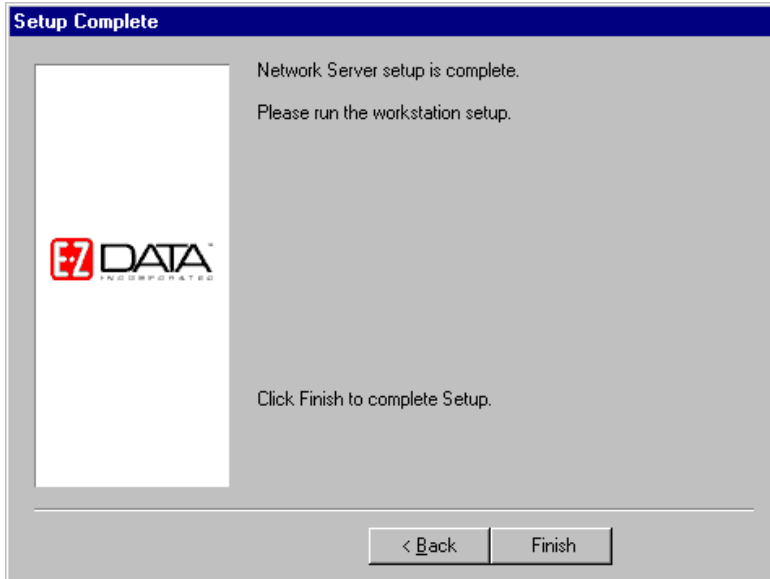 Setup Complete
Network Server setup is complete.
Please run the workstation setup.
E·Z DATA™
INCORPORATED
Click Finish to complete Setup.
< Back
Finish